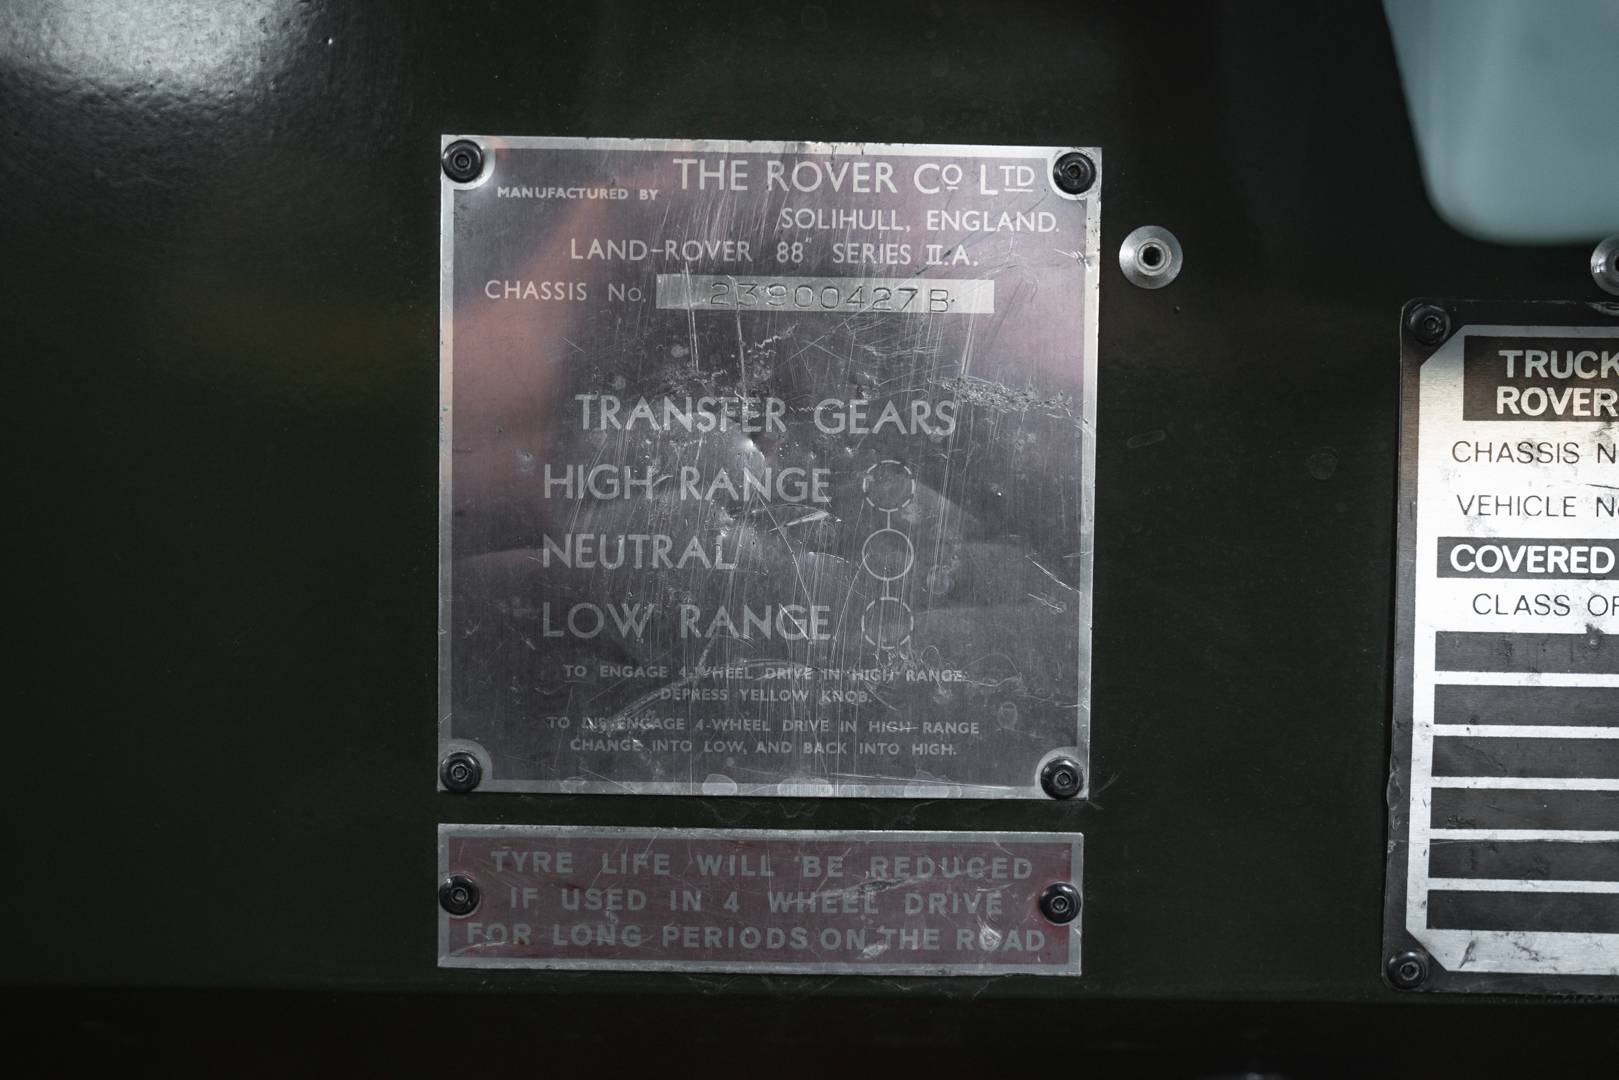 MANUFACTURED BY THE ROVER Cº LTD
SOLIHULL, ENGLAND.
LAND-ROVER 88" SERIES II.A.
CHASSIS No. 23900427B
TRANSFER GEARS
HIGH RANGE
NEUTRAL
LOW RANGE
TO ENGAGE 4-WHEEL DRIVE IN HIGH RANGE
DEPRESS YELLOW KNOB.
TO DIS-ENGAGE 4-WHEEL DRIVE IN HIGH-RANGE
CHANGE INTO LOW, AND BACK INTO HIGH.
TYRE LIFE WILL BE REDUCED
IF USED IN 4 WHEEL DRIVE
FOR LONG PERIODS ON THE ROAD
TRUCK
ROVER
CHASSIS N
VEHICLE No
COVERED
CLASS OF